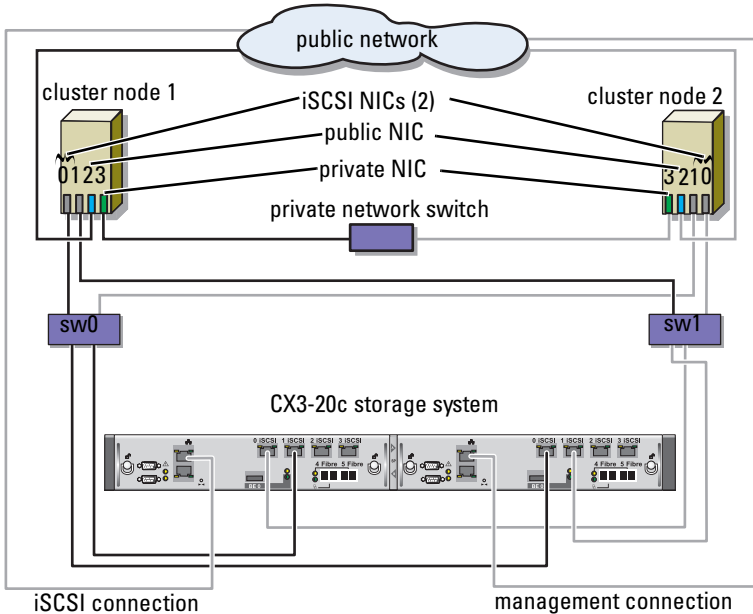 public network
cluster node 1
iSCSI NICs (2)
cluster node 2
public NIC
0123
private NIC
3 210
private network switch
sw0
sw1
CX3-20c storage system
0 iSCSI 1 iSCSI 2 iSCSI 3 iSCSI
0 iSCSI 1 iSCSI 2 iSCSI 3 iSCSI
4 Fibre 5 Fibre
4 Fibre 5 Fibre
iSCSI connection
management connection